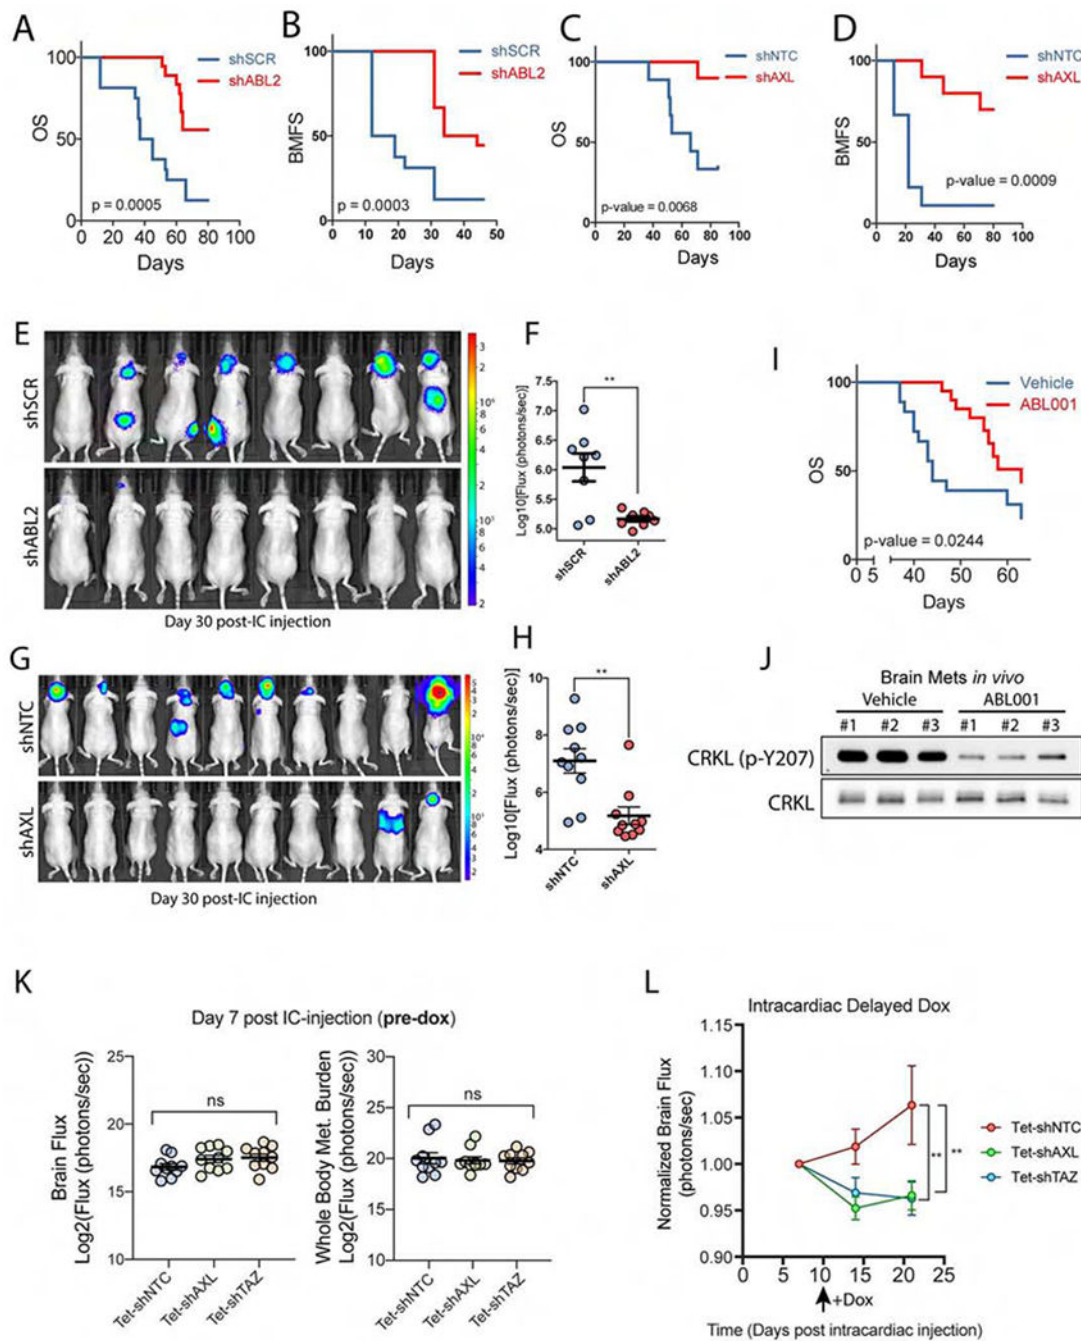 A
shSCR
shABL2
100
50
0
OS
p = 0.0005
0 20 40 60 80 100
Days
B
shSCR
shABL2
100
50
0
BMFS
p = 0.0003
0 10 20 30 40 50
Days
C
shNTC
shAXL
100
50
0
OS
p-value = 0.0068
0 20 40 60 80 100
Days
D
shNTC
shAXL
100
50
0
BMFS
p-value = 0.0009
0 20 40 60 80 100
Days
E
shSCR
shABL2
Day 30 post-IC injection
F
**
7.5
7.0
6.5
6.0
5.5
5.0
Log10[Flux (photons/sec)]
shSCR
shABL2
G
shNTC
shAXL
Day 30 post-IC injection
H
**
10
8
6
4
Log10[Flux (photons/sec)]
shNTC
shAXL
I
Vehicle
ABL001
100
50
0
OS
p-value = 0.0244
0 5 40 50 60
Days
J
Brain Mets in vivo
Vehicle ABL001
#1 #2 #3 #1 #2 #3
CRKL (p-Y207)
CRKL
K
Day 7 post IC-injection (pre-dox)
Brain Flux
Log2(Flux (photons/sec))
25
20
15
10
ns
Tet-shNTC
Tet-shAXL
Tet-shTAZ
Whole Body Met. Burden
Log2(Flux (photons/sec))
30
25
20
15
10
ns
Tet-shNTC
Tet-shAXL
Tet-shTAZ
L
Intracardiac Delayed Dox
Normalized Brain Flux
(photons/sec)
1.15
1.10
1.05
1.00
0.95
0.90
** **
Tet-shNTC
Tet-shAXL
Tet-shTAZ
0 5 10 15 20 25
+Dox
Time (Days post intracardiac injection)